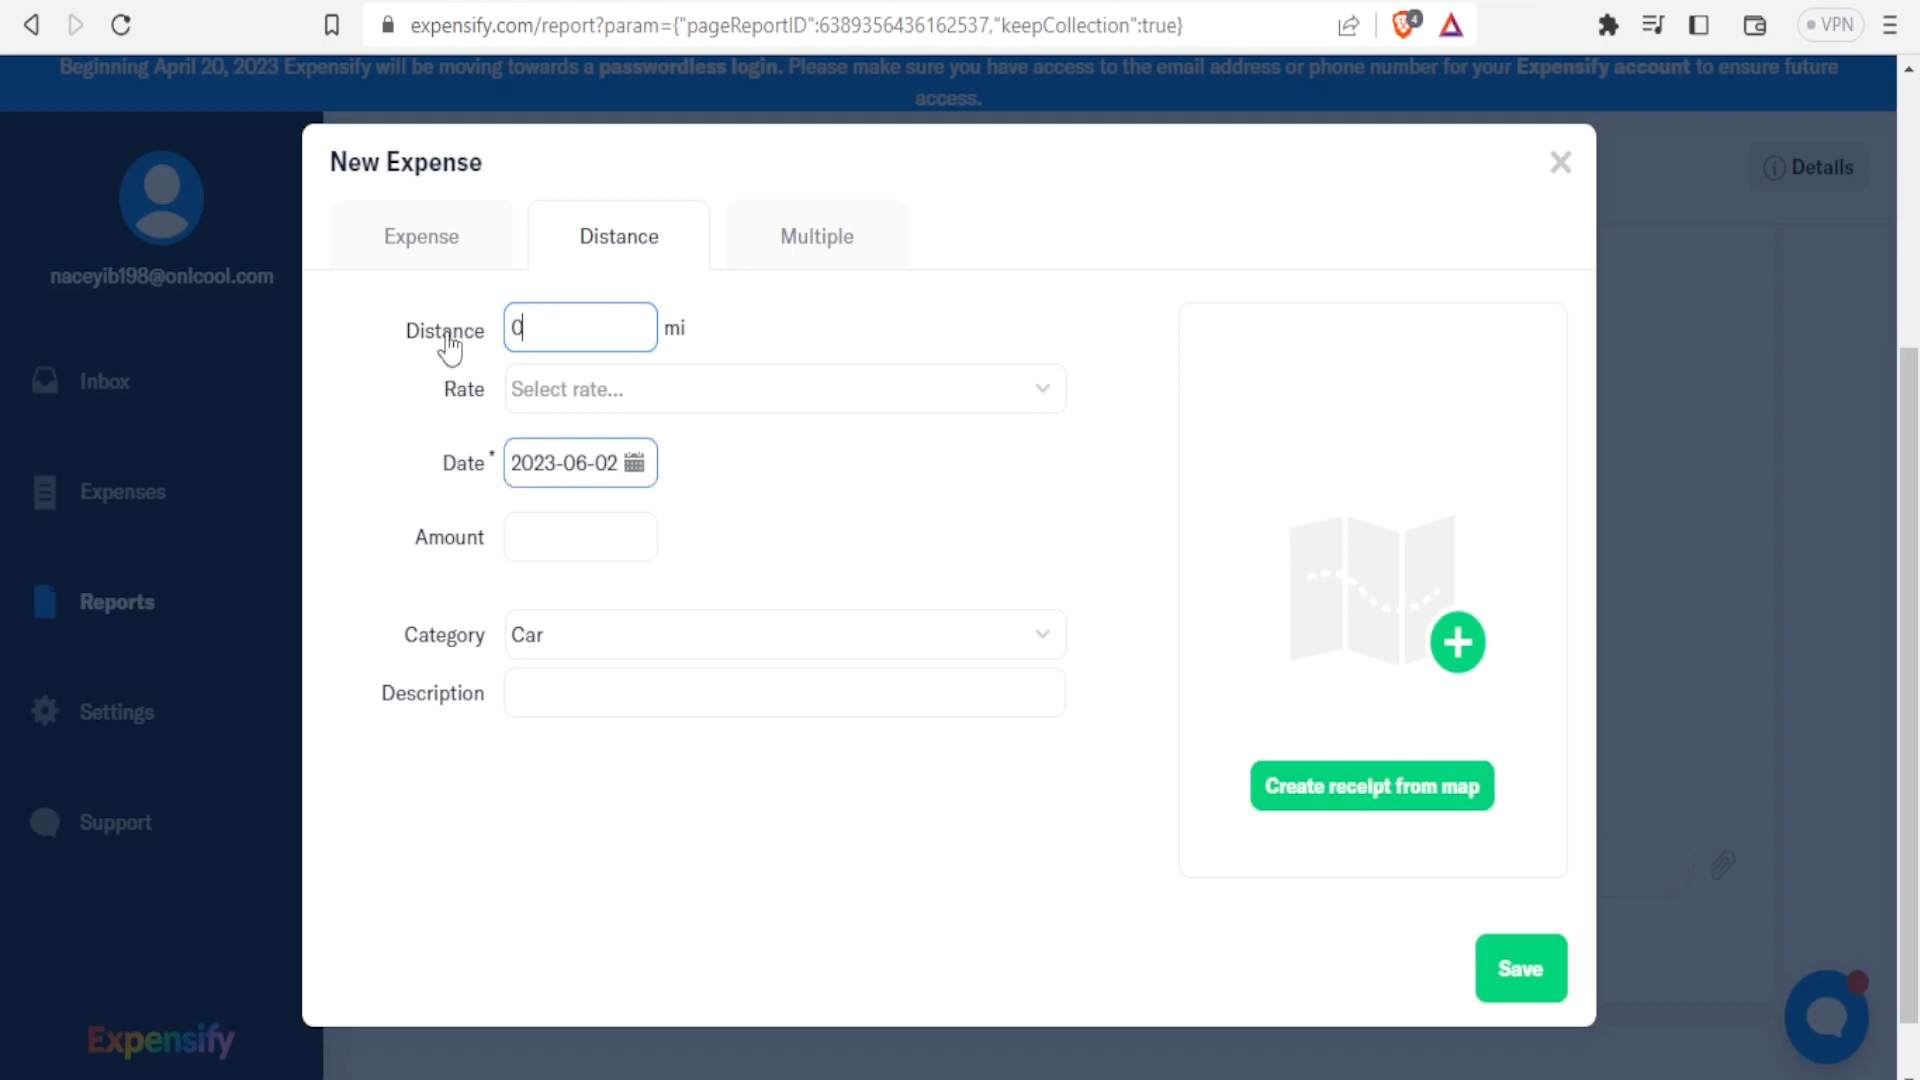 expensify.com/report?param={"pageReportID":6389356436162537,"keepCollection":true}
4
VPN
Beginning April 20, 2023 Expensify will be moving towards a passwordless login. Please make sure you have access to the email address or phone number for your Expensify account to ensure future
access.
naceyib198@onlcool.com
Inbox
Expenses
Reports
Settings
Support
Expensify
Details
New Expense
Expense
Distance
Multiple
Distance
0
mi
Rate
Select rate...
Date *
2023-06-02
Amount
Category
Car
Description
Create receipt from map
Save